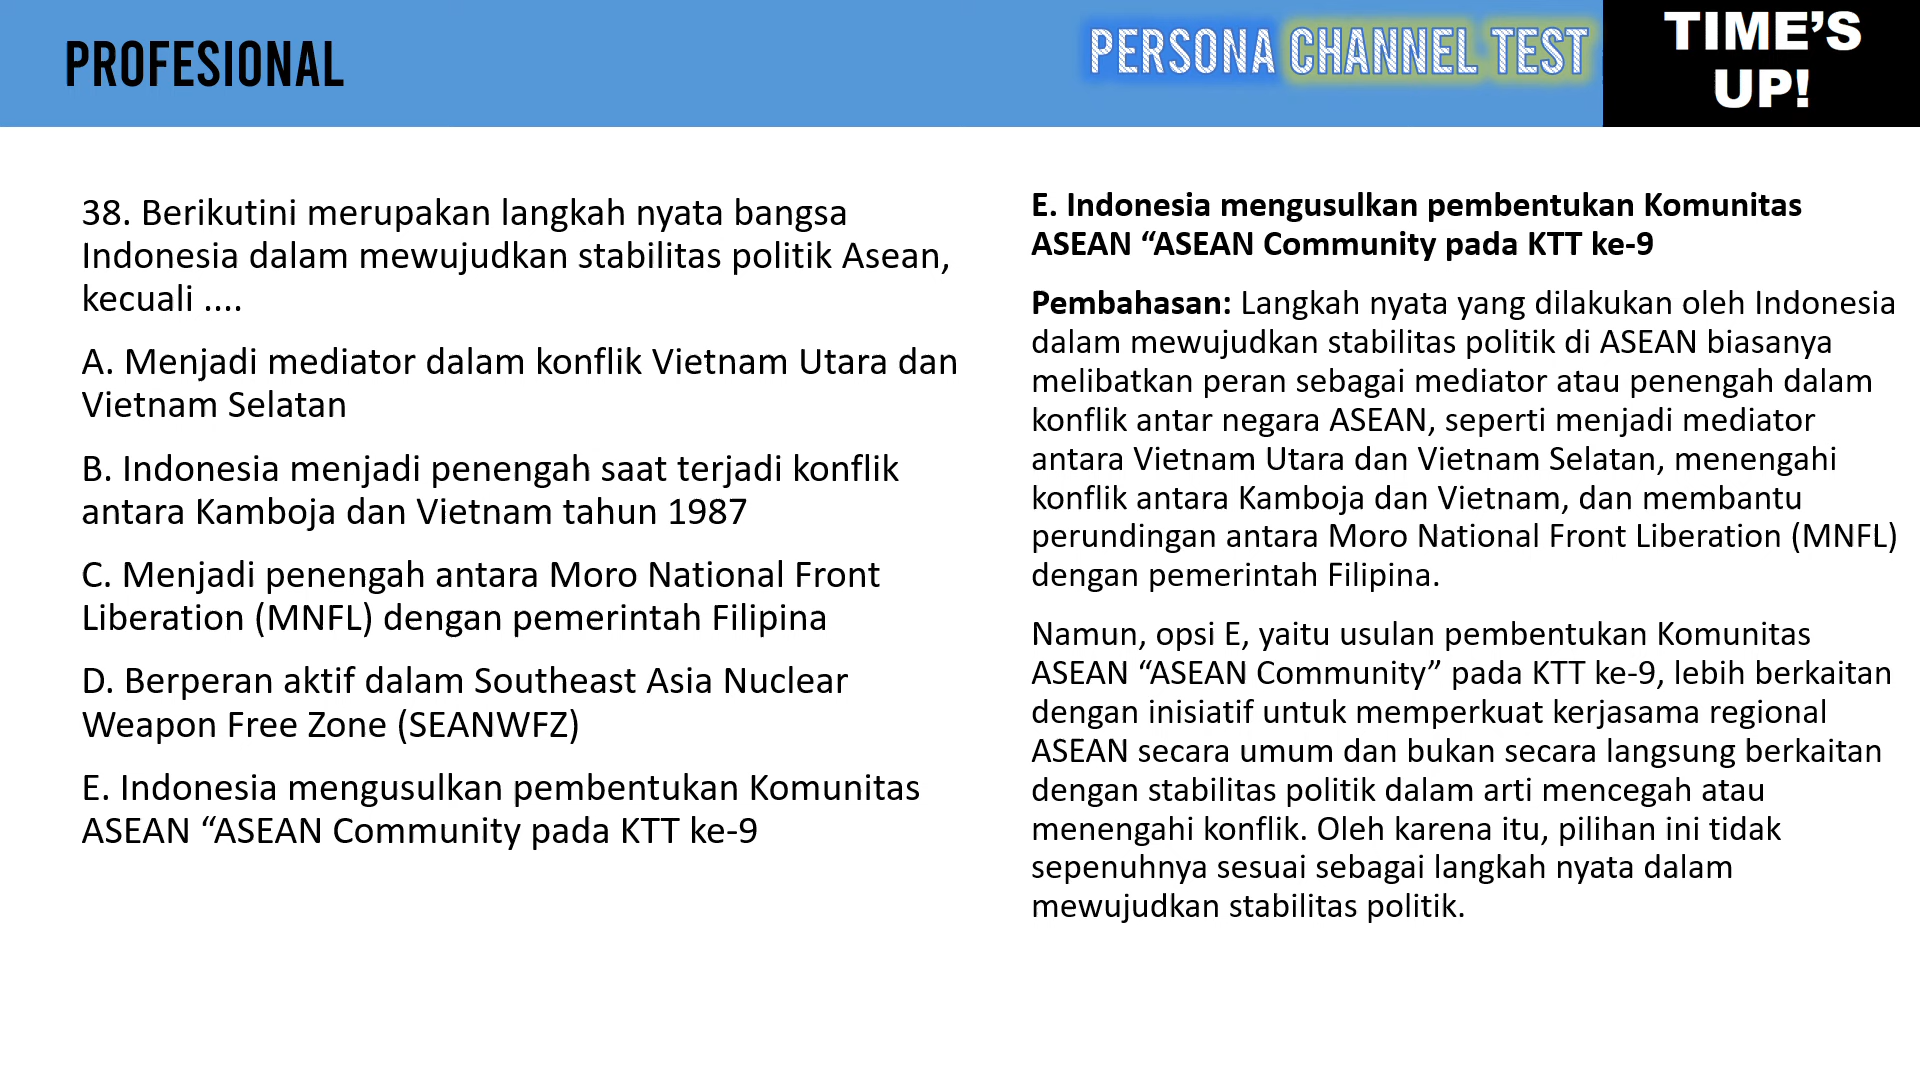 PROFESIONAL
PERSONA CHANNEL TEST
TIME’S
UP!
38. Berikutini merupakan langkah nyata bangsa
Indonesia dalam mewujudkan stabilitas politik Asean,
kecuali ....
A. Menjadi mediator dalam konflik Vietnam Utara dan
Vietnam Selatan
B. Indonesia menjadi penengah saat terjadi konflik
antara Kamboja dan Vietnam tahun 1987
C. Menjadi penengah antara Moro National Front
Liberation (MNFL) dengan pemerintah Filipina
D. Berperan aktif dalam Southeast Asia Nuclear
Weapon Free Zone (SEANWFZ)
E. Indonesia mengusulkan pembentukan Komunitas
ASEAN “ASEAN Community pada KTT ke-9
E. Indonesia mengusulkan pembentukan Komunitas
ASEAN “ASEAN Community pada KTT ke-9
Pembahasan: Langkah nyata yang dilakukan oleh Indonesia
dalam mewujudkan stabilitas politik di ASEAN biasanya
melibatkan peran sebagai mediator atau penengah dalam
konflik antar negara ASEAN, seperti menjadi mediator
antara Vietnam Utara dan Vietnam Selatan, menengahi
konflik antara Kamboja dan Vietnam, dan membantu
perundingan antara Moro National Front Liberation (MNFL)
dengan pemerintah Filipina.
Namun, opsi E, yaitu usulan pembentukan Komunitas
ASEAN “ASEAN Community” pada KTT ke-9, lebih berkaitan
dengan inisiatif untuk memperkuat kerjasama regional
ASEAN secara umum dan bukan secara langsung berkaitan
dengan stabilitas politik dalam arti mencegah atau
menengahi konflik. Oleh karena itu, pilihan ini tidak
sepenuhnya sesuai sebagai langkah nyata dalam
mewujudkan stabilitas politik.